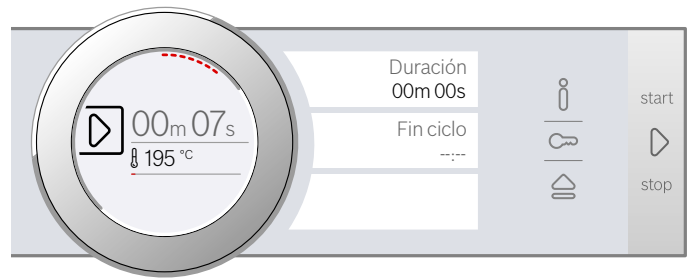 00m 07s
195 °C
Duración
00m 00s
Fin ciclo
--:--
start
stop